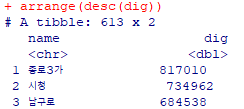 + arrange(desc(dig))
# A tibble: 613 x 2
name dig
<chr> <dbl>
1 종로3가 817010
2 시청 734962
3 남구로 684538